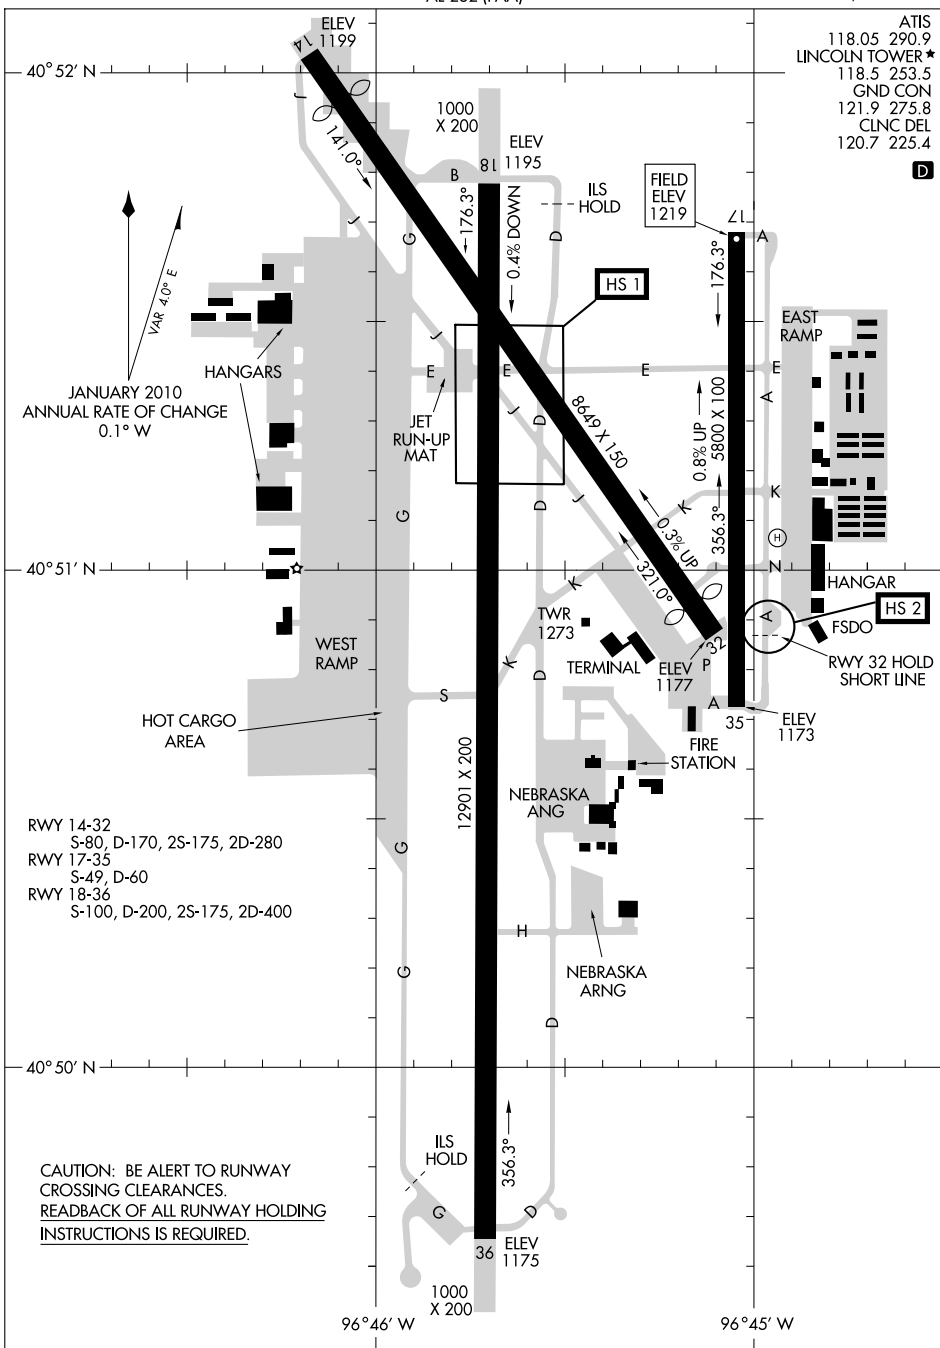 AL-232 (FAA)
ATIS
118.05 290.9
LINCOLN TOWER★
118.5 253.5
GND CON
121.9 275.8
CLNC DEL
120.7 225.4
D
40°52' N
ELEV
1199
14
J
141.0°
1000
X 200
ELEV
1195
18
B
ILS
HOLD
FIELD
ELEV
1219
17
J
G
176.3°
0.4% DOWN
D
176.3°
A
VAR 4.0° E
HS 1
EAST
RAMP
JANUARY 2010
ANNUAL RATE OF CHANGE
0.1° W
HANGARS
J
E
E
E
E
JET
RUN-UP
MAT
J
D
8649 X 150
0.8% UP
5800 X 100
A
G
D
J
K
356.3°
K
0.3% UP
321.0°
H
40°51' N
N
K
HANGAR
HS 2
TWR
1273
A
FSDO
WEST
RAMP
32
P
K
D
TERMINAL
ELEV
1177
RWY 32 HOLD
SHORT LINE
S
A
35
ELEV
1173
HOT CARGO
AREA
12901 X 200
FIRE
STATION
NEBRASKA
ANG
RWY 14-32
S-80, D-170, 2S-175, 2D-280
RWY 17-35
S-49, D-60
RWY 18-36
S-100, D-200, 2S-175, 2D-400
G
H
G
NEBRASKA
ARNG
D
40°50' N
ILS
HOLD
356.3°
CAUTION: BE ALERT TO RUNWAY
CROSSING CLEARANCES.
READBACK OF ALL RUNWAY HOLDING
INSTRUCTIONS IS REQUIRED.
G
D
36
ELEV
1175
1000
X 200
96°46' W
96°45' W